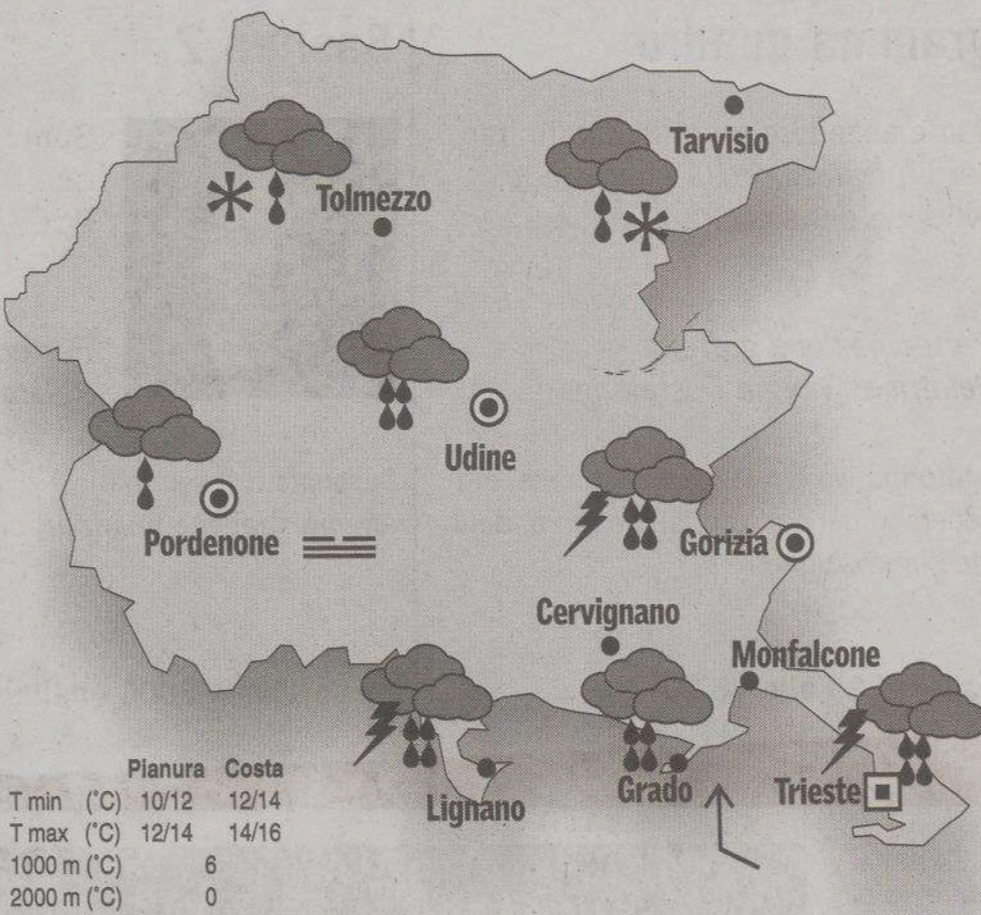 Tarvisio
Tolmezzo
Udine
Pordenone
Gorizia
Cervignano
Monfalcone
Lignano
Grado
Trieste
Pianura Costa
T min (°C) 10/12 12/14
T max (°C) 12/14 14/16
1000 m (°C) 6
2000 m (°C) 0